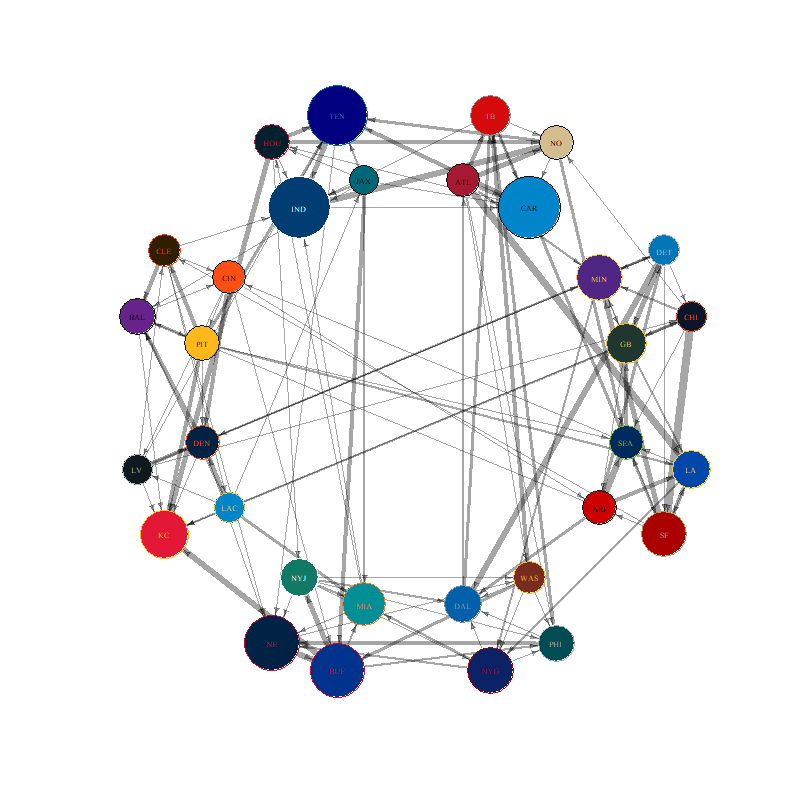 TEN
TB
HOU
NO
JAX
ATL
IND
CAR
CLE
DET
CIN
MIN
BAL
CHI
PIT
GB
DEN
SEA
LV
LA
LAC
ARI
KC
SF
NYJ
WAS
MIA
DAL
NE
PHI
BUF
NYG